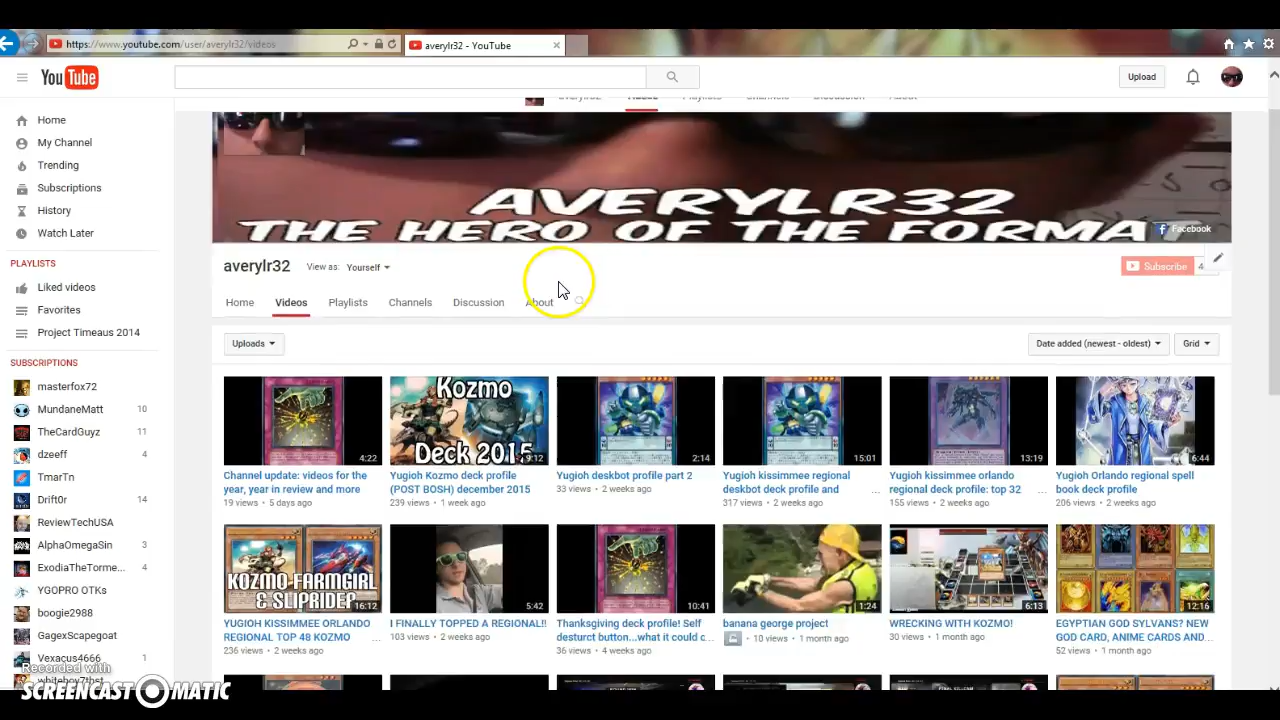 https://www.youtube.com/user/averylr32/videos
averylr32 - YouTube
YouTube
Upload
Home
My Channel
Trending
Subscriptions
History
Watch Later
PLAYLISTS
Liked videos
Favorites
Project Timeaus 2014
SUBSCRIPTIONS
masterfox72
MundaneMatt 10
TheCardGuyz 11
dzeeff 4
TmarTn
Drift0r 14
ReviewTechUSA
AlphaOmegaSin 3
ExodiaTheTorme... 4
YGOPRO OTKs
boogie2988
GagexScapegoat
Vexacus4666 1
AVERYLR32
THE HERO OF THE FORMAT
Facebook
averylr32 View as: Yourself
Subscribe
Home Videos Playlists Channels Discussion About
Uploads
Date added (newest - oldest) Grid
4:22
Channel update: videos for the
year, year in review and more
19 views • 5 days ago
Kozmo
Deck 2015
9:12
Yugioh Kozmo deck profile
(POST BOSH) december 2015
239 views • 1 week ago
2:14
Yugioh deskbot profile part 2
33 views • 2 weeks ago
15:01
Yugioh kissimmee regional
deskbot deck profile and ...
317 views • 2 weeks ago
13:19
Yugioh kissimmee orlando
regional deck profile: top 32 ...
155 views • 2 weeks ago
6:44
Yugioh Orlando regional spell
book deck profile
206 views • 2 weeks ago
KOZMO FARMGIRL
& SLIPRIDER
16:12
YUGIOH KISSIMMEE ORLANDO
REGIONAL TOP 48 KOZMO ...
236 views • 2 weeks ago
5:42
I FINALLY TOPPED A REGIONAL!!
103 views • 2 weeks ago
10:41
Thanksgiving deck profile! Self
desturct button...what it could c...
36 views • 4 weeks ago
1:24
banana george project
10 views • 1 month ago
6:13
WRECKING WITH KOZMO!
30 views • 1 month ago
12:16
EGYPTIAN GOD SYLVANS? NEW
GOD CARD, ANIME CARDS AND...
52 views • 1 month ago
Recorded with
SCREENCAST-O-MATIC